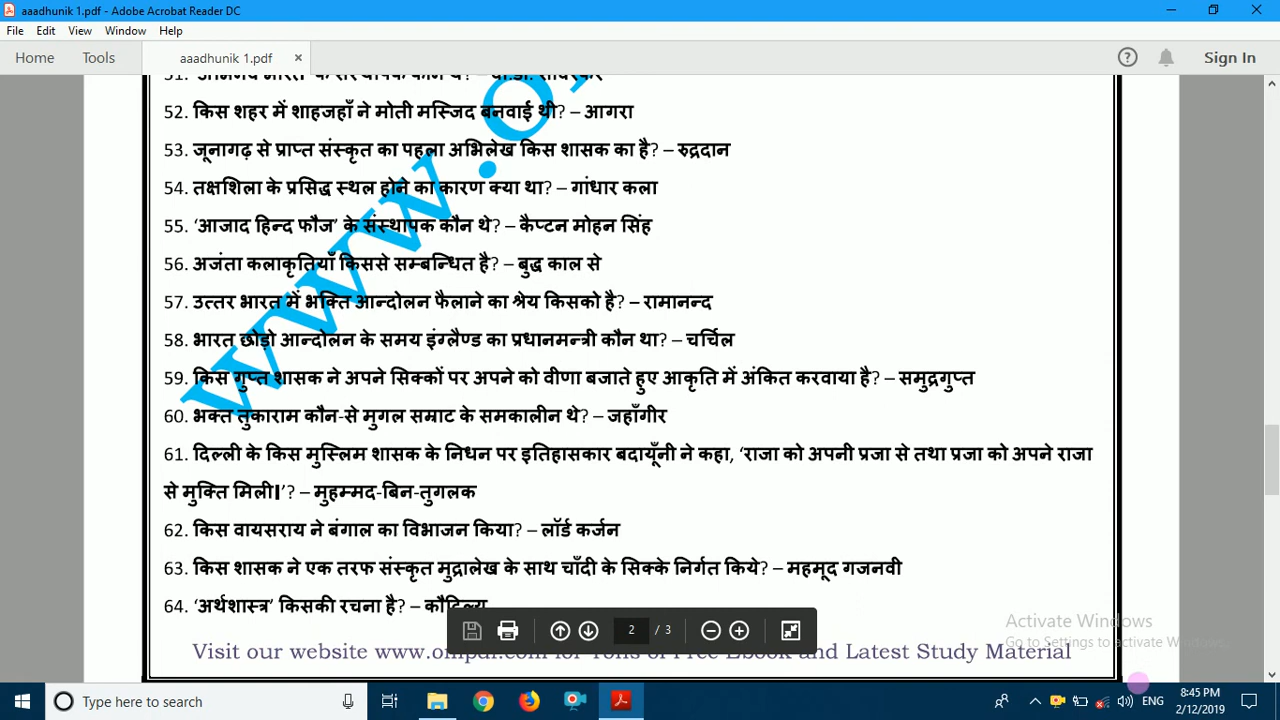 aaadhunik 1.pdf - Adobe Acrobat Reader DC
File Edit View Window Help
Home Tools aaadhunik 1.pdf × Sign In
52. किस शहर में शाहजहाँ ने मोती मस्जिद बनवाई थी? – आगरा
53. जूनागढ़ से प्राप्त संस्कृत का पहला अभिलेख किस शासक का है? – रुद्रदान
54. तक्षशिला के प्रसिद्ध स्थल होने का कारण क्या था? – गांधार कला
55. ‘आजाद हिन्द फौज’ के संस्थापक कौन थे? – कैप्टन मोहन सिंह
56. अजंता कलाकृतियाँ किससे सम्बन्धित है? – बुद्ध काल से
57. उत्तर भारत में भक्ति आन्दोलन फैलाने का श्रेय किसको है? – रामानन्द
58. भारत छोड़ो आन्दोलन के समय इंग्लैण्ड का प्रधानमन्त्री कौन था? – चर्चिल
59. किस गुप्त शासक ने अपने सिक्कों पर अपने को वीणा बजाते हुए आकृति में अंकित करवाया है? – समुद्रगुप्त
60. भक्त तुकाराम कौन-से मुगल सम्राट के समकालीन थे? – जहाँगीर
61. दिल्ली के किस मुस्लिम शासक के निधन पर इतिहासकार बदायूँनी ने कहा, ‘राजा को अपनी प्रजा से तथा प्रजा को अपने राजा
से मुक्ति मिली।’? – मुहम्मद-बिन-तुगलक
62. किस वायसराय ने बंगाल का विभाजन किया? – लॉर्ड कर्जन
63. किस शासक ने एक तरफ संस्कृत मुद्रालेख के साथ चाँदी के सिक्के निर्गत किये? – महमूद गजनवी
64. ‘अर्थशास्त्र’ किसकी रचना है? – कौटिल्य
www.o
2 / 3
Activate Windows
Go to Settings to activate Windows.
Visit our website and Latest Study Material
Type here to search
ENG 8:45 PM
2/12/2019